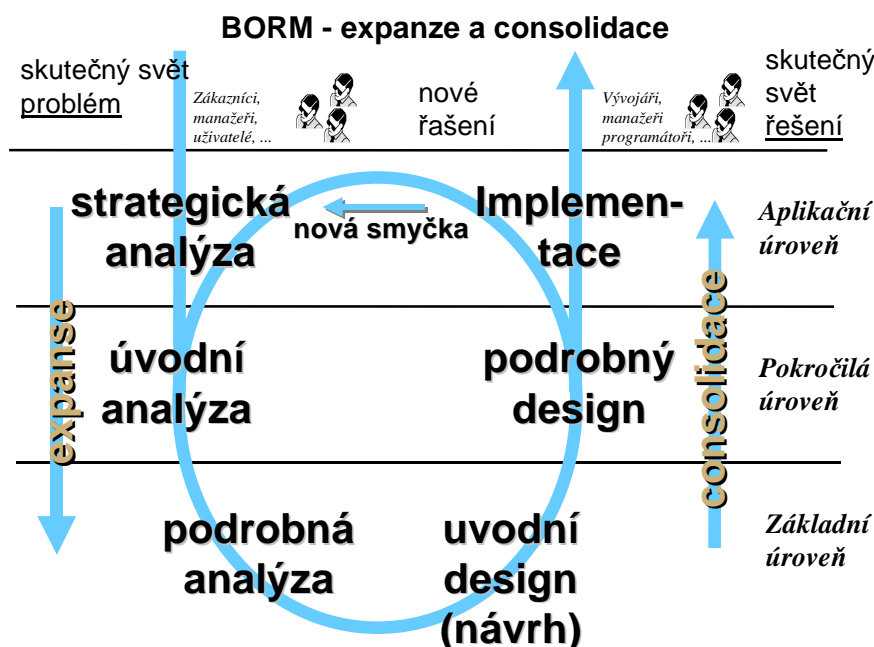 BORM - expanze a consolidace
skutečný svět
problém
Zákazníci,
manažeři,
uživatelé, ...
nové
řašení
Vývojáři,
manažeři
programátoři, ...
skutečný
svět
řešení
strategická
analýza
nová smyčka
Implemen-
tace
Aplikační
úroveň
expanse
úvodní
analýza
podrobný
design
consolidace
Pokročilá
úroveň
podrobná
analýza
uvodní
design
(návrh)
Základní
úroveň